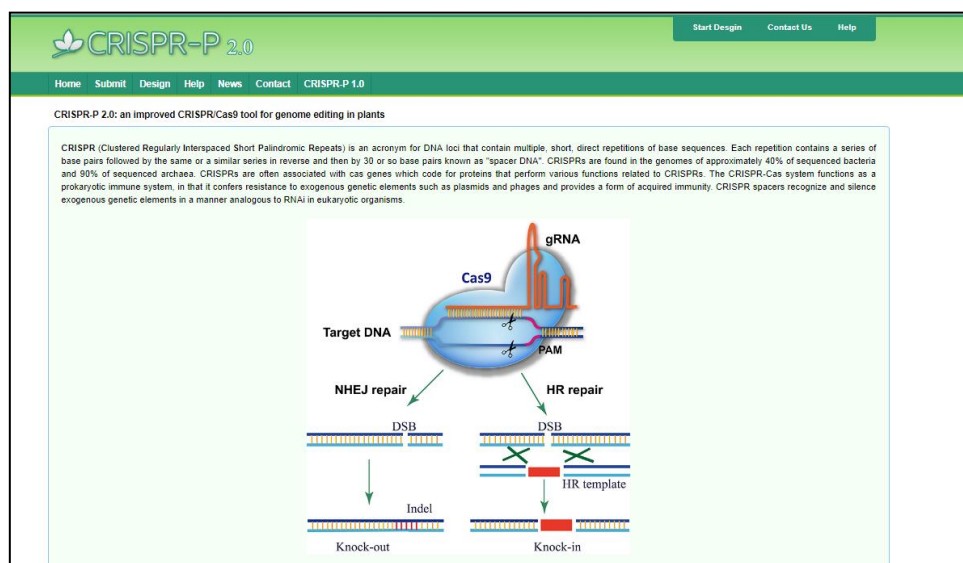 Start Desgin Contact Us Help
CRISPR-P 2.0
Home Submit Design Help News Contact CRISPR-P 1.0
CRISPR-P 2.0: an improved CRISPR/Cas9 tool for genome editing in plants
CRISPR (Clustered Regularly Interspaced Short Palindromic Repeats) is an acronym for DNA loci that contain multiple, short, direct repetitions of base sequences. Each repetition contains a series of
base pairs followed by the same or a similar series in reverse and then by 30 or so base pairs known as "spacer DNA". CRISPRs are found in the genomes of approximately 40% of sequenced bacteria
and 90% of sequenced archaea. CRISPRs are often associated with cas genes which code for proteins that perform various functions related to CRISPRs. The CRISPR-Cas system functions as a
prokaryotic immune system, in that it confers resistance to exogenous genetic elements such as plasmids and phages and provides a form of acquired immunity. CRISPR spacers recognize and silence
exogenous genetic elements in a manner analogous to RNAi in eukaryotic organisms.
gRNA
Cas9
Target DNA
PAM
NHEJ repair HR repair
DSB DSB
HR template
Indel
Knock-out Knock-in